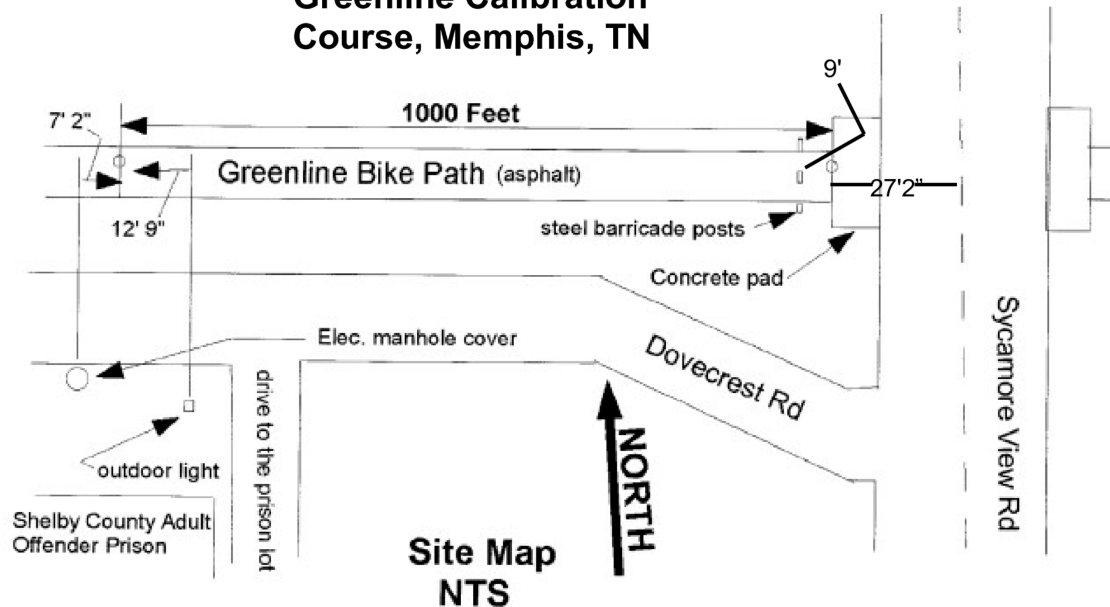 Greenline Calibration
Course, Memphis, TN
9'
7' 2"
1000 Feet
Greenline Bike Path (asphalt)
27'2"
12' 9"
steel barricade posts
Concrete pad
Elec. manhole cover
Dovecrest Rd
Sycamore View Rd
drive to the prison lot
outdoor light
NORTH
Shelby County Adult
Offender Prison
Site Map
NTS